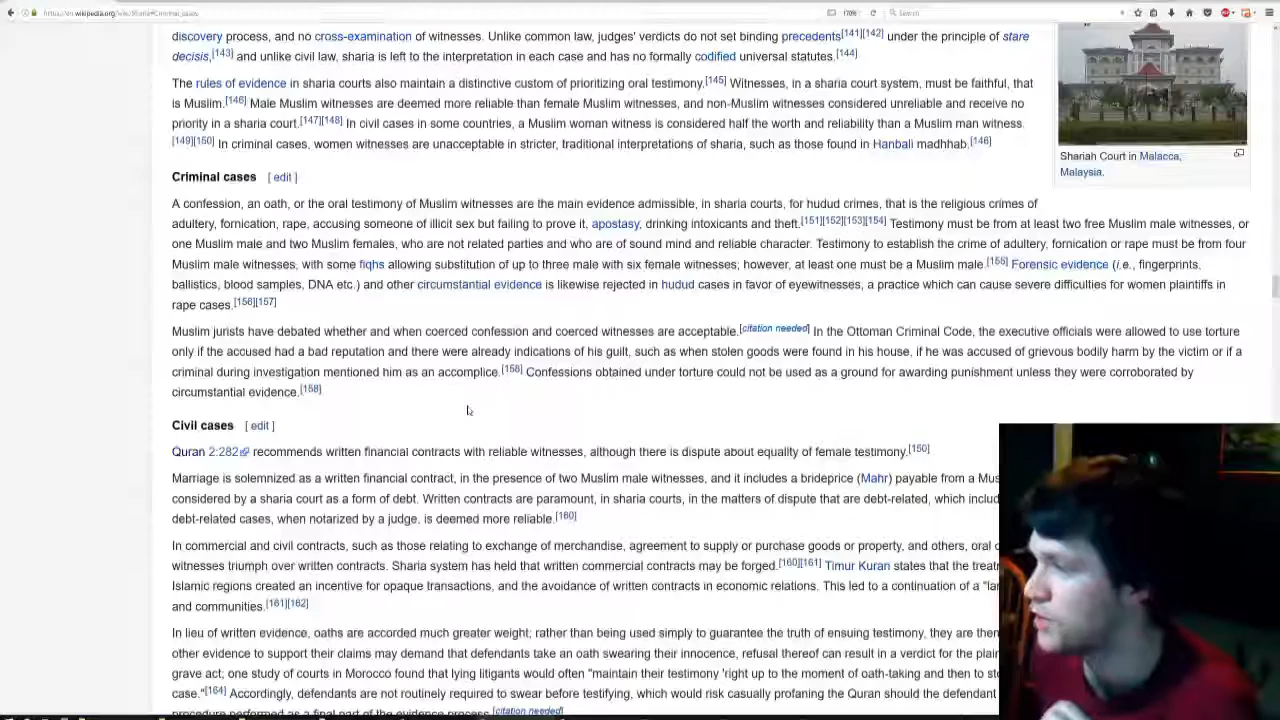 https://en.wikipedia.org/wiki/Sharia#Criminal_cases
170%
Search
discovery process, and no cross-examination of witnesses. Unlike common law, judges' verdicts do not set binding precedents[141][142] under the principle of stare
decisis,[143] and unlike civil law, sharia is left to the interpretation in each case and has no formally codified universal statutes.[144]
The rules of evidence in sharia courts also maintain a distinctive custom of prioritizing oral testimony.[145] Witnesses, in a sharia court system, must be faithful, that
is Muslim.[146] Male Muslim witnesses are deemed more reliable than female Muslim witnesses, and non-Muslim witnesses considered unreliable and receive no
priority in a sharia court.[147][148] In civil cases in some countries, a Muslim woman witness is considered half the worth and reliability than a Muslim man witness.
[149][150] In criminal cases, women witnesses are unacceptable in stricter, traditional interpretations of sharia, such as those found in Hanbali madhhab.[146]
Shariah Court in Malacca,
Malaysia.
Criminal cases [ edit ]
A confession, an oath, or the oral testimony of Muslim witnesses are the main evidence admissible, in sharia courts, for hudud crimes, that is the religious crimes of
adultery, fornication, rape, accusing someone of illicit sex but failing to prove it, apostasy, drinking intoxicants and theft.[151][152][153][154] Testimony must be from at least two free Muslim male witnesses, or
one Muslim male and two Muslim females, who are not related parties and who are of sound mind and reliable character. Testimony to establish the crime of adultery, fornication or rape must be from four
Muslim male witnesses, with some fiqhs allowing substitution of up to three male with six female witnesses; however, at least one must be a Muslim male.[155] Forensic evidence (i.e., fingerprints,
ballistics, blood samples, DNA etc.) and other circumstantial evidence is likewise rejected in hudud cases in favor of eyewitnesses, a practice which can cause severe difficulties for women plaintiffs in
rape cases.[156][157]
Muslim jurists have debated whether and when coerced confession and coerced witnesses are acceptable.[citation needed] In the Ottoman Criminal Code, the executive officials were allowed to use torture
only if the accused had a bad reputation and there were already indications of his guilt, such as when stolen goods were found in his house, if he was accused of grievous bodily harm by the victim or if a
criminal during investigation mentioned him as an accomplice.[158] Confessions obtained under torture could not be used as a ground for awarding punishment unless they were corroborated by
circumstantial evidence.[158]
Civil cases [ edit ]
Quran 2:282 recommends written financial contracts with reliable witnesses, although there is dispute about equality of female testimony.[150]
Marriage is solemnized as a written financial contract, in the presence of two Muslim male witnesses, and it includes a brideprice (Mahr) payable from a Mus
considered by a sharia court as a form of debt. Written contracts are paramount, in sharia courts, in the matters of dispute that are debt-related, which includ
debt-related cases, when notarized by a judge, is deemed more reliable.[160]
In commercial and civil contracts, such as those relating to exchange of merchandise, agreement to supply or purchase goods or property, and others, oral c
witnesses triumph over written contracts. Sharia system has held that written commercial contracts may be forged.[160][161] Timur Kuran states that the treat
Islamic regions created an incentive for opaque transactions, and the avoidance of written contracts in economic relations. This led to a continuation of a "lar
and communities.[161][162]
In lieu of written evidence, oaths are accorded much greater weight; rather than being used simply to guarantee the truth of ensuing testimony, they are then
other evidence to support their claims may demand that defendants take an oath swearing their innocence, refusal thereof can result in a verdict for the plain
grave act; one study of courts in Morocco found that lying litigants would often "maintain their testimony 'right up to the moment of oath-taking and then to sto
case."[164] Accordingly, defendants are not routinely required to swear before testifying, which would risk casually profaning the Quran should the defendant
procedure performed as a final part of the evidence process.[citation needed]